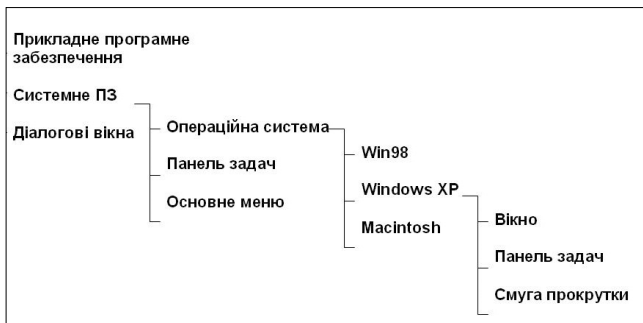 Прикладне програмне
забезпечення
Системне ПЗ
Діалогові вікна
Операційна система
Панель задач
Основне меню
Win98
Windows XP
Macintosh
Вікно
Панель задач
Смуга прокрутки